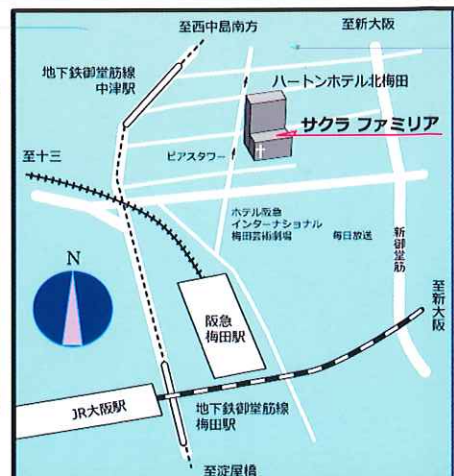 至西中島南方
至新大阪
地下鉄御堂筋線
中津駅
ハートンホテル北梅田
サクラ ファミリア
至十三
ピアスタワー
ホテル阪急
インターナショナル
梅田芸術劇場
毎日放送
新御堂筋
N
至新大阪
阪急
梅田駅
JR大阪駅
地下鉄御堂筋線
梅田駅
至淀屋橋